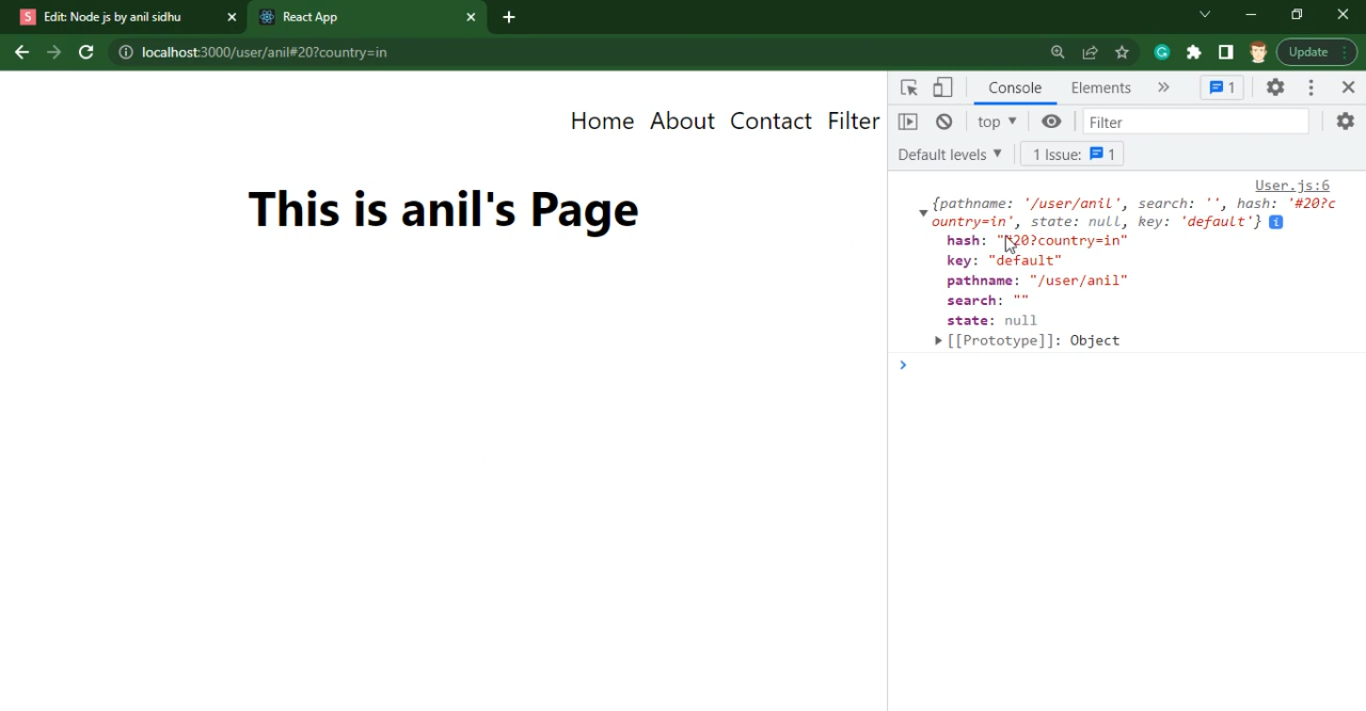 Edit: Node js by anil sidhu
React App
localhost:3000/user/anil#20?country=in
Update
Console Elements 1
top Filter
Default levels 1 Issue: 1
Home About Contact Filter
This is anil's Page
User.js:6
{pathname: '/user/anil', search: '', hash: '#20?c
ountry=in', state: null, key: 'default'}
hash: "#20?country=in"
key: "default"
pathname: "/user/anil"
search: ""
state: null
[[Prototype]]: Object